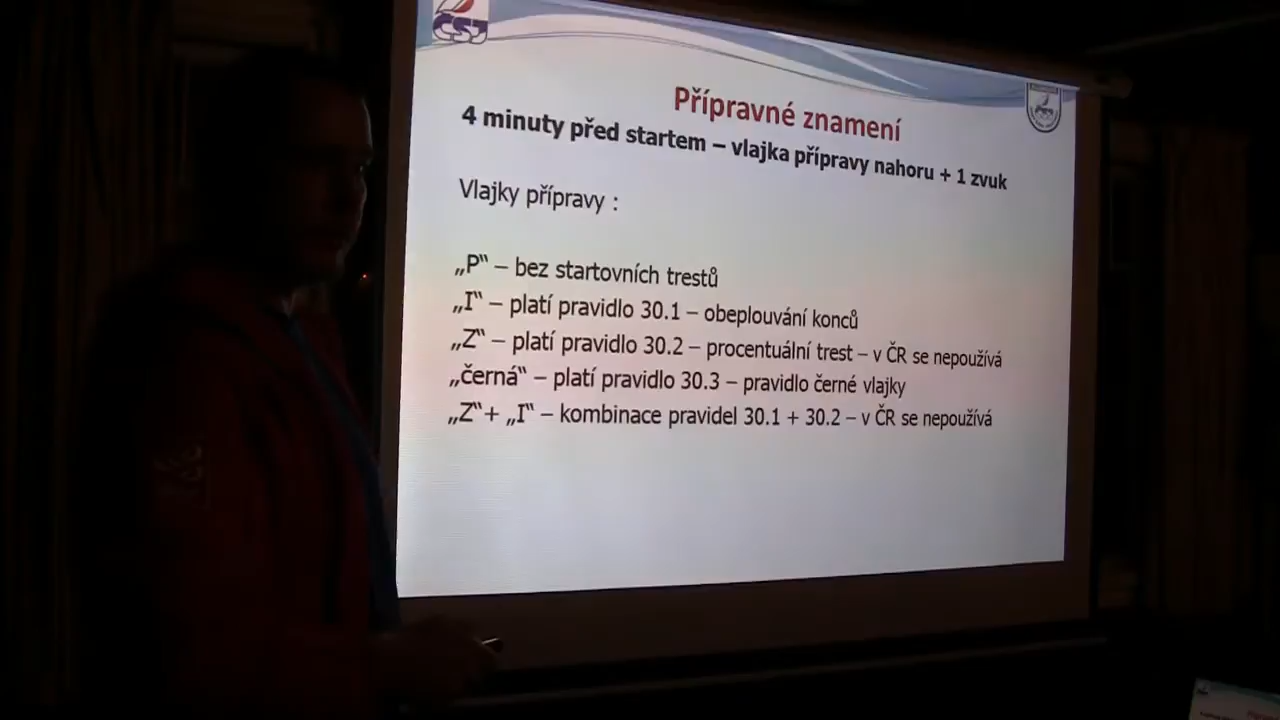 ČSJ
Přípravné znamení
4 minuty před startem – vlajka přípravy nahoru + 1 zvuk
Vlajky přípravy :
„P“ – bez startovních trestů
„I“ – platí pravidlo 30.1 – obeplouvání konců
„Z“ – platí pravidlo 30.2 – procentuální trest – v ČR se nepoužívá
„černá“ – platí pravidlo 30.3 – pravidlo černé vlajky
„Z“+ „I“ – kombinace pravidel 30.1 + 30.2 – v ČR se nepoužívá